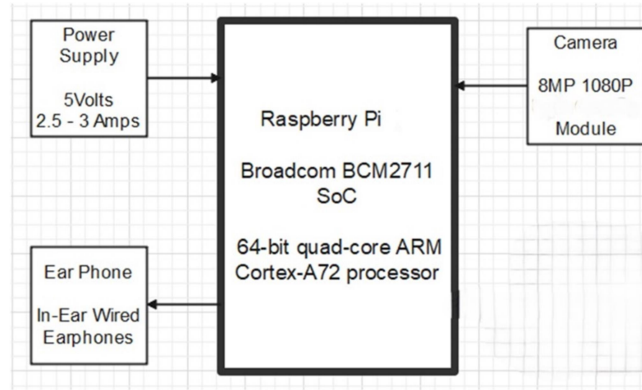 Power
Supply
5Volts
2.5 - 3 Amps
Raspberry Pi
Broadcom BCM2711
SoC
64-bit quad-core ARM
Cortex-A72 processor
Camera
8MP 1080P
Module
Ear Phone
In-Ear Wired
Earphones